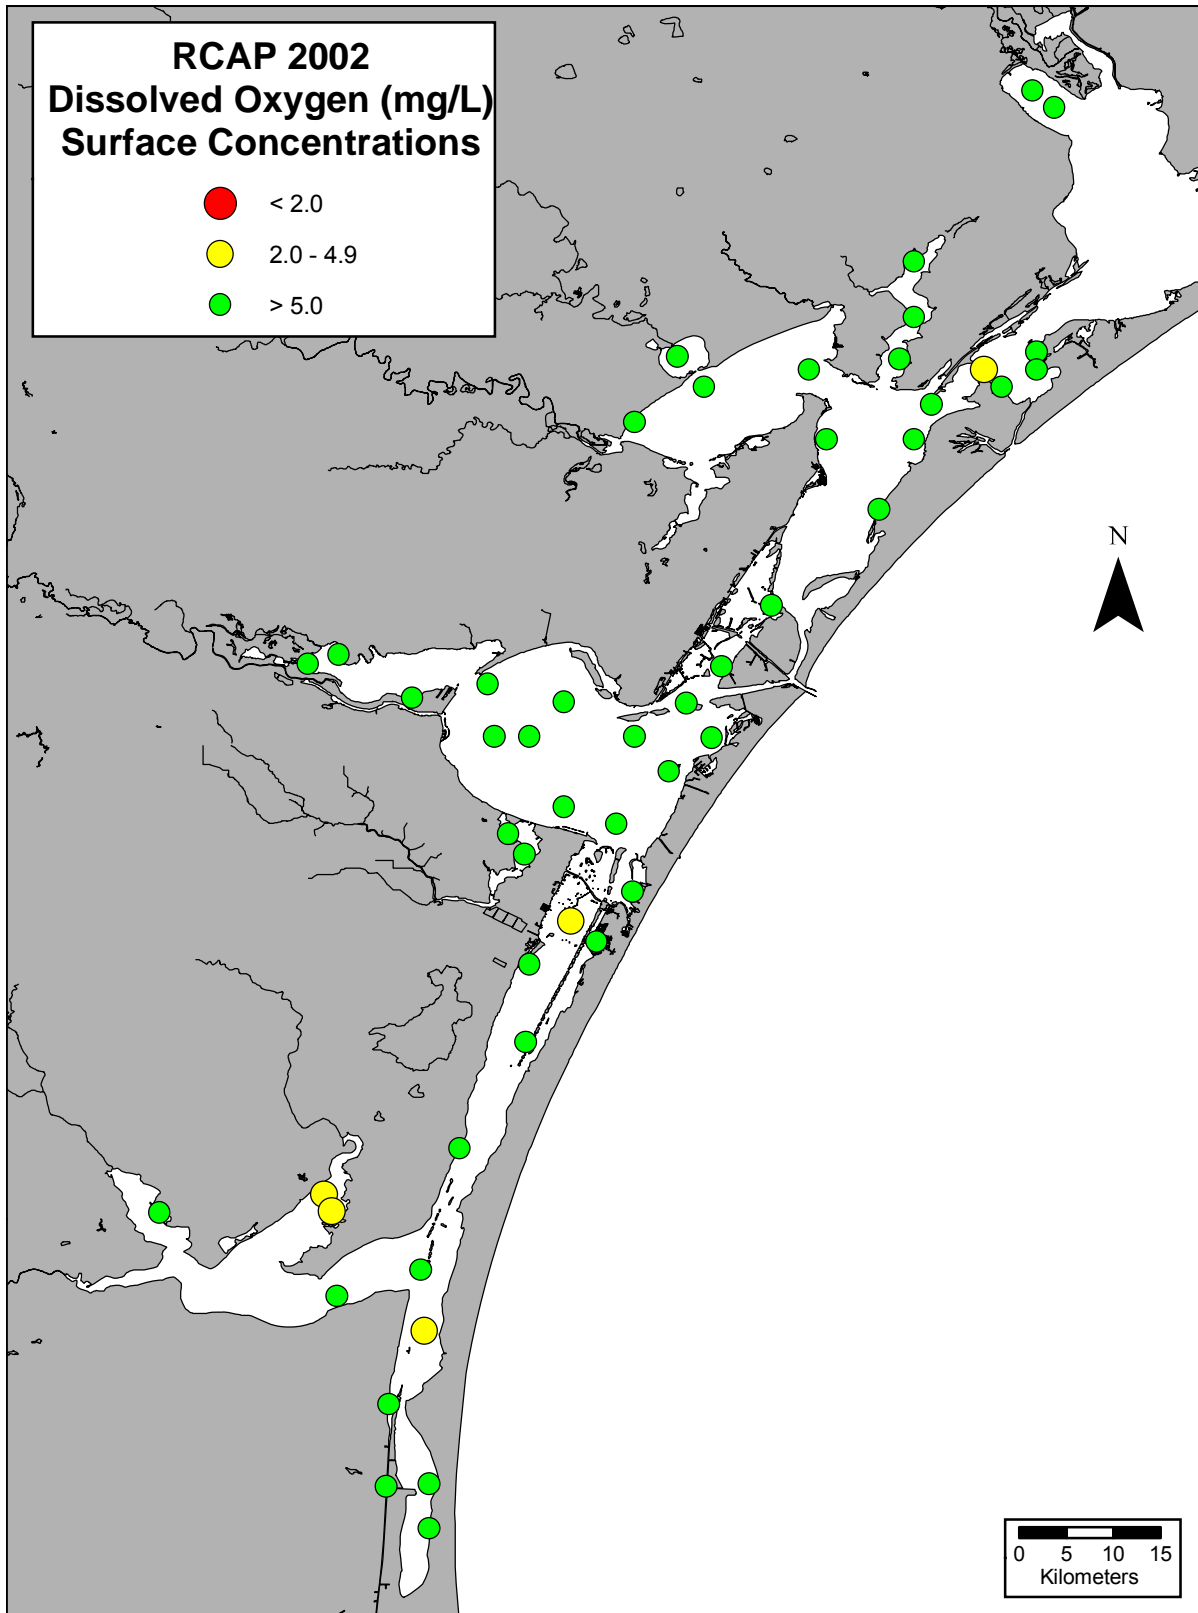 RCAP 2002
Dissolved Oxygen (mg/L)
Surface Concentrations
< 2.0
2.0 - 4.9
> 5.0
N
0 5 10 15
Kilometers